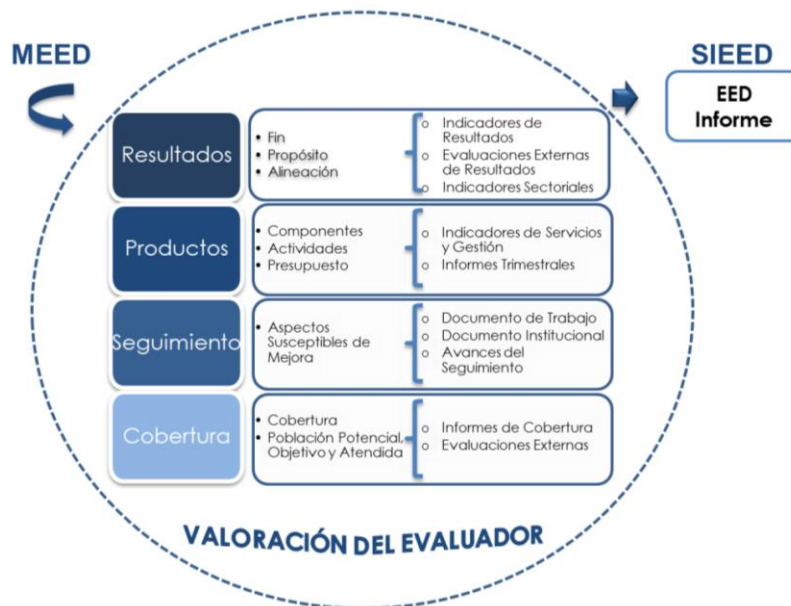 MEED
SIEED
EED
Informe
Resultados
• Fin
• Propósito
• Alineación
o Indicadores de
Resultados
o Evaluaciones Externas
de Resultados
o Indicadores Sectoriales
Productos
• Componentes
• Actividades
• Presupuesto
o Indicadores de Servicios
y Gestión
o Informes Trimestrales
Seguimiento
• Aspectos
Susceptibles de
Mejora
o Documento de Trabajo
o Documento Institucional
o Avances del
Seguimiento
Cobertura
• Cobertura
• Población Potencial,
Objetivo y Atendida
o Informes de Cobertura
o Evaluaciones Externas
VALORACIÓN DEL EVALUADOR